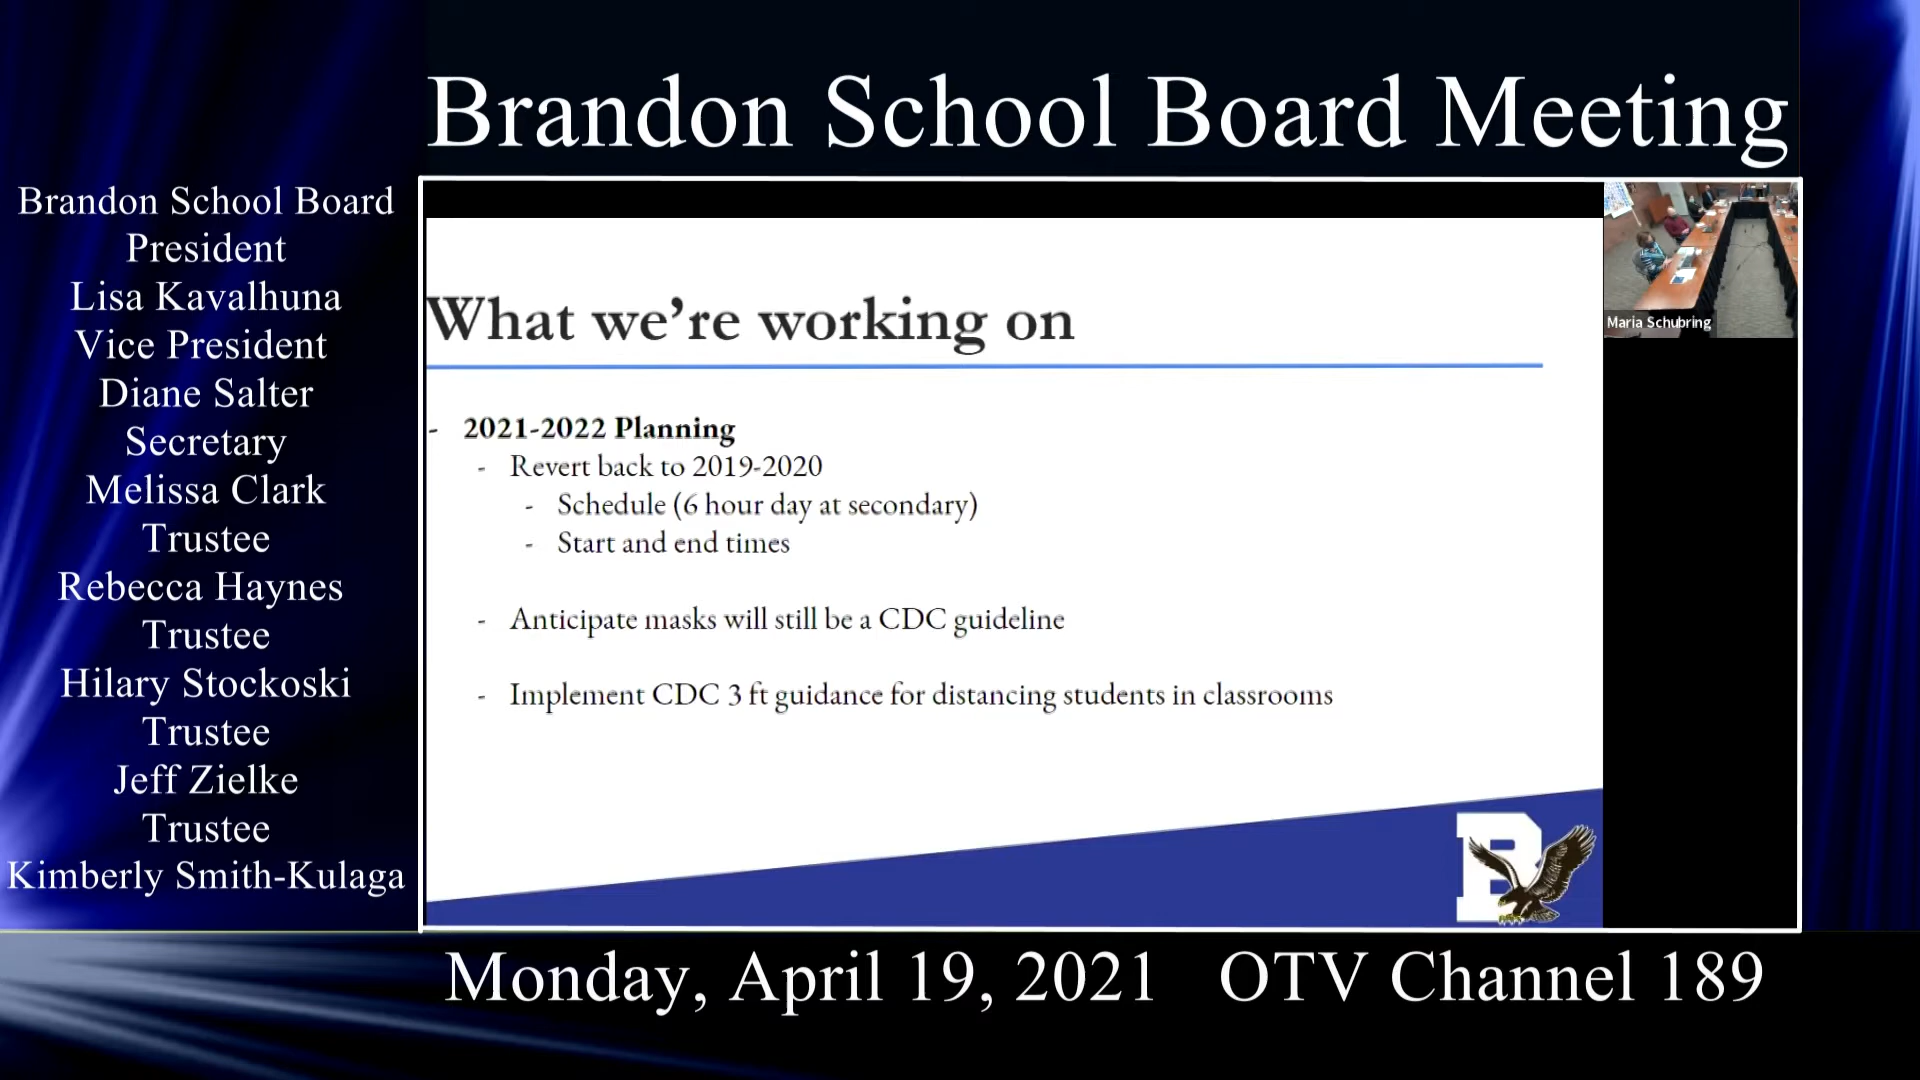 Brandon School Board Meeting
Brandon School Board
President
Lisa Kavalhuna
Vice President
Diane Salter
Secretary
Melissa Clark
Trustee
Rebecca Haynes
Trustee
Hilary Stockoski
Trustee
Jeff Zielke
Trustee
Kimberly Smith-Kulaga
What we’re working on
- 2021-2022 Planning
- Revert back to 2019-2020
- Schedule (6 hour day at secondary)
- Start and end times
- Anticipate masks will still be a CDC guideline
- Implement CDC 3 ft guidance for distancing students in classrooms
B
Maria Schubring
Monday, April 19, 2021 OTV Channel 189